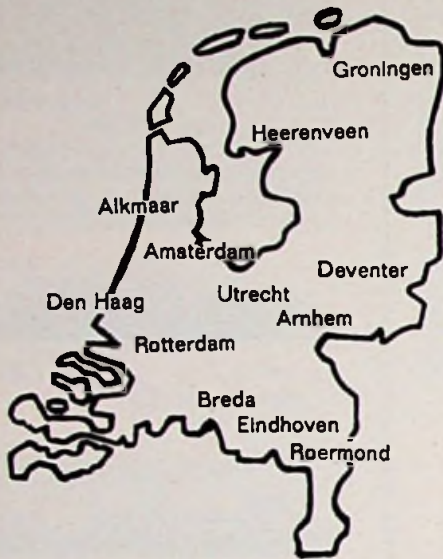 Groningen
Heerenveen
Alkmaar
Amsterdam
Deventer
Utrecht
Den Haag
Arnhem
Rotterdam
Breda
Eindhoven
Roermond